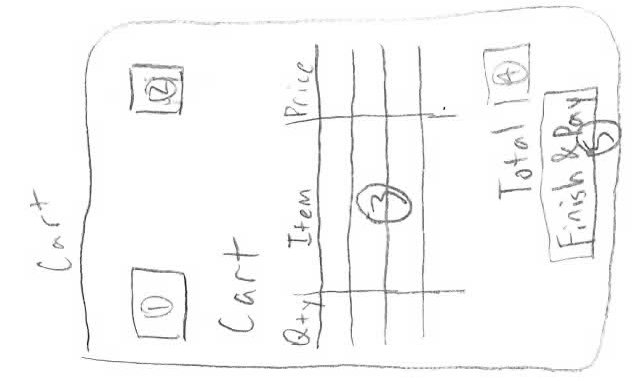 Cart
1 2
Cart
Qty Item Price
3
Total 4
Finish & Pay
5